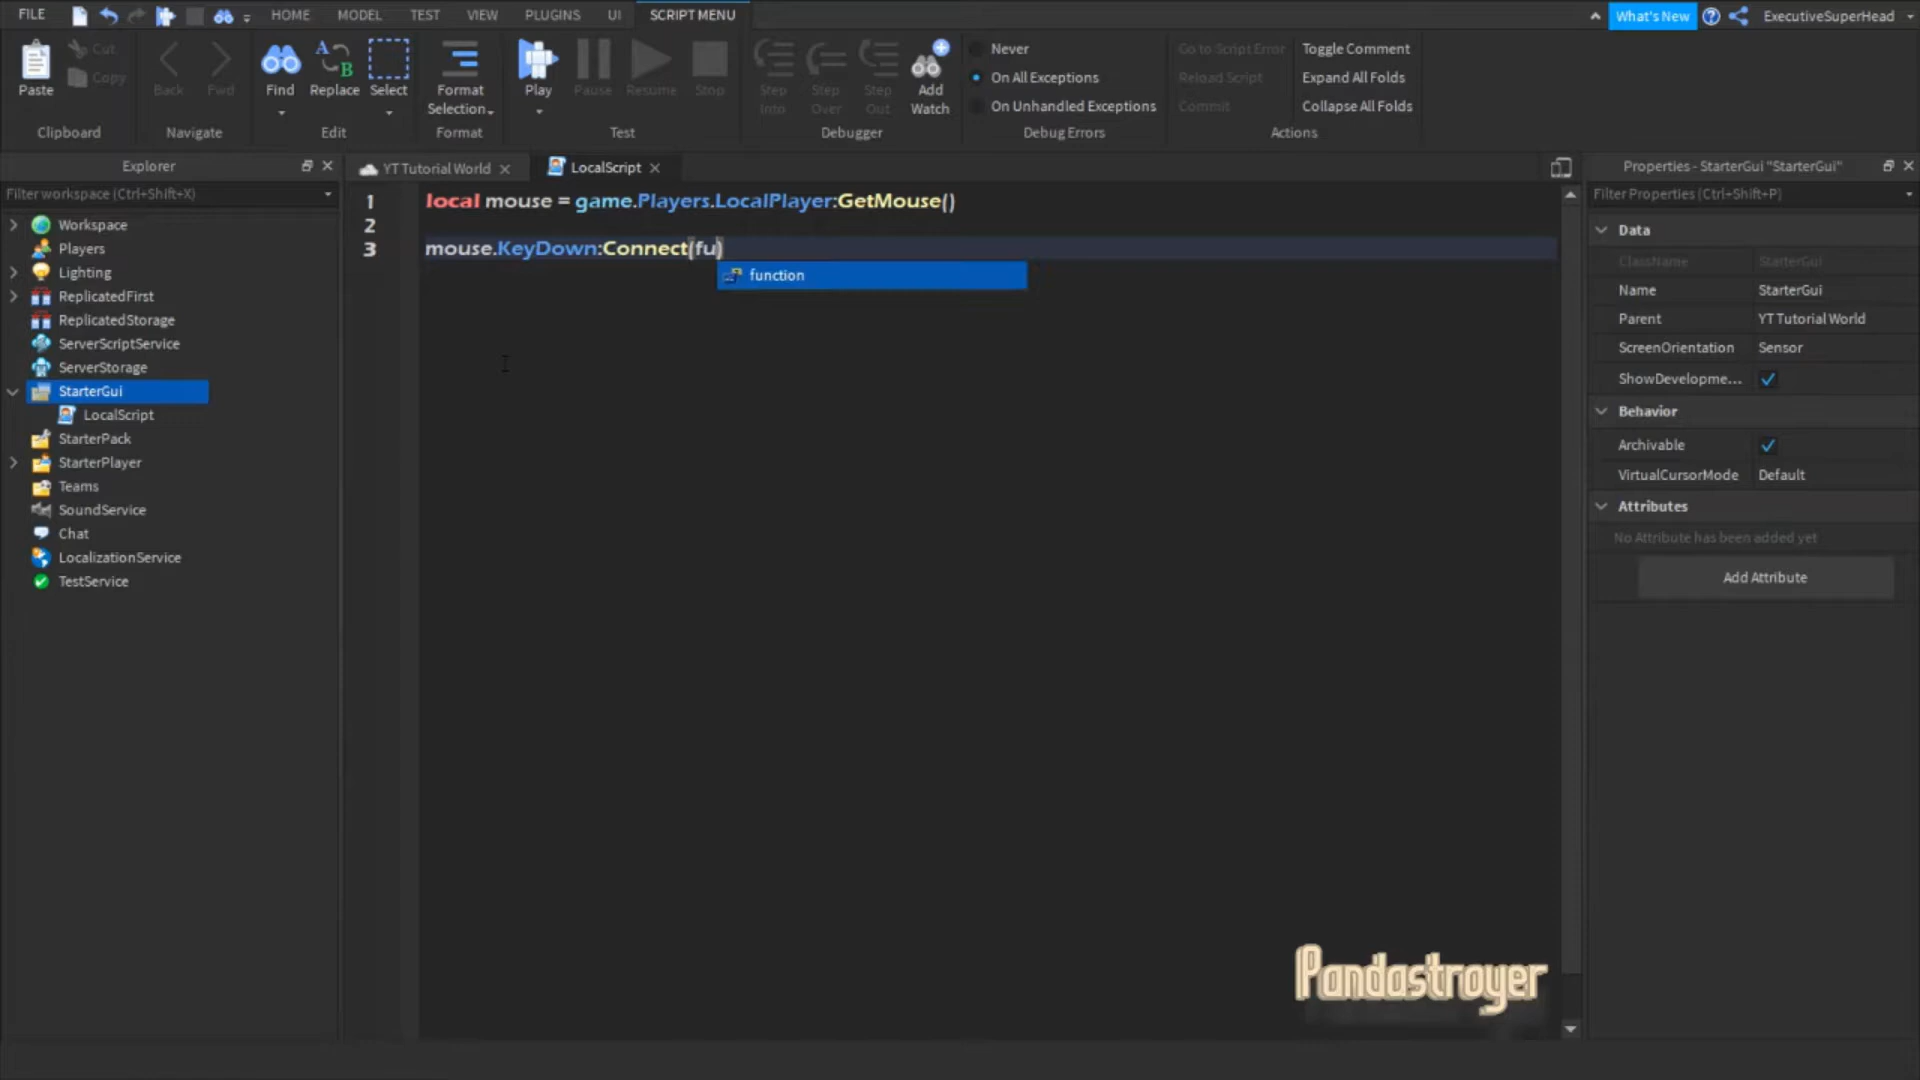 FILE HOME MODEL TEST VIEW PLUGINS UI SCRIPT MENU What's New ExecutiveSuperHead
Paste Cut Copy Clipboard
Back Fwd Navigate
Find Replace Select Edit
Format Selection Format
Play Pause Resume Stop Test
Step Into Step Over Step Out Add Watch Debugger
Never
On All Exceptions
On Unhandled Exceptions
Debug Errors
Go to Script Error
Reload Script
Commit
Toggle Comment
Expand All Folds
Collapse All Folds
Actions
Explorer
Filter workspace (Ctrl+Shift+X)
Workspace
Players
Lighting
ReplicatedFirst
ReplicatedStorage
ServerScriptService
ServerStorage
StarterGui
LocalScript
StarterPack
StarterPlayer
Teams
SoundService
Chat
LocalizationService
TestService
YT Tutorial World LocalScript
1 local mouse = game.Players.LocalPlayer:GetMouse()
2
3 mouse.KeyDown:Connect(fu)
function
Pandastroyer
Properties - StarterGui "StarterGui"
Filter Properties (Ctrl+Shift+P)
Data
ClassName StarterGui
Name StarterGui
Parent YT Tutorial World
ScreenOrientation Sensor
ShowDevelopme...
Behavior
Archivable
VirtualCursorMode Default
Attributes
No Attribute has been added yet
Add Attribute